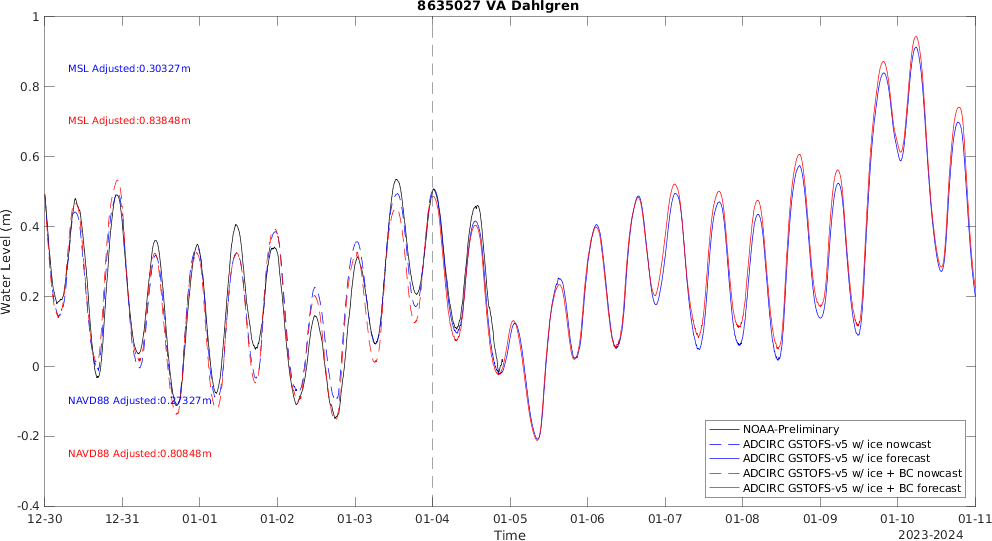 8635027 VA Dahlgren
1
0.8
0.6
0.4
0.2
0
-0.2
-0.4
Water Level (m)
MSL Adjusted:0.30327m
MSL Adjusted:0.83848m
NAVD88 Adjusted:0.27327m
NAVD88 Adjusted:0.80848m
NOAA-Preliminary
ADCIRC GSTOFS-v5 w/ ice nowcast
ADCIRC GSTOFS-v5 w/ ice forecast
ADCIRC GSTOFS-v5 w/ ice + BC nowcast
ADCIRC GSTOFS-v5 w/ ice + BC forecast
12-30 12-31 01-01 01-02 01-03 01-04 01-05 01-06 01-07 01-08 01-09 01-10 01-11
Time
2023-2024